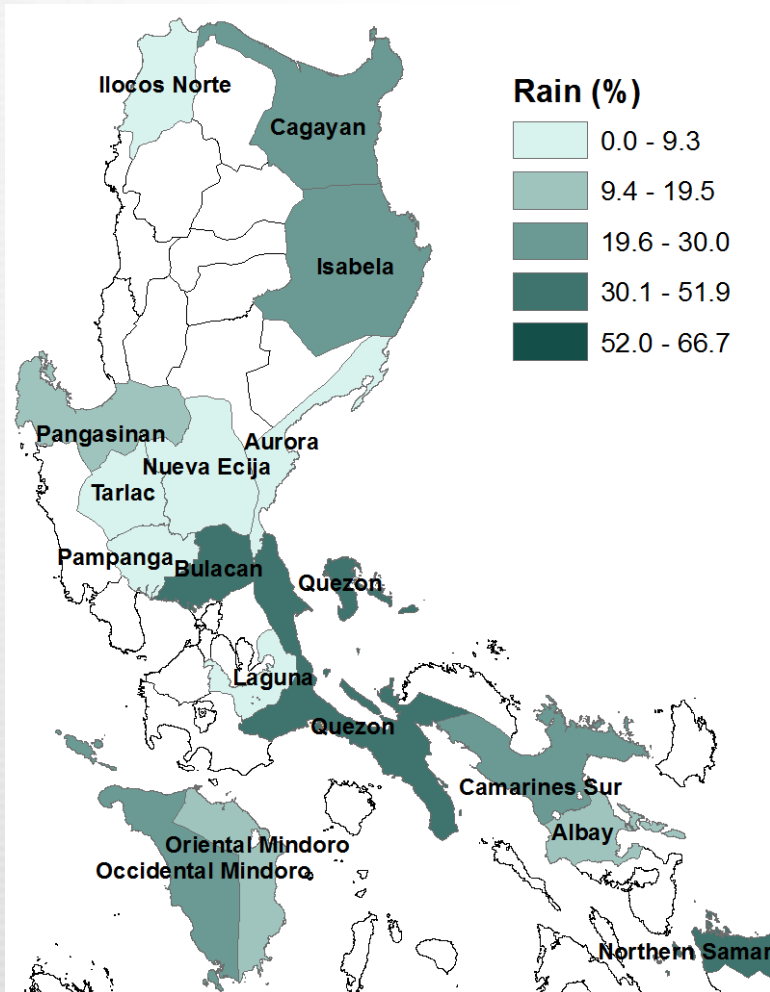 Ilocos Norte
Cagayan
Rain (%)
0.0 - 9.3
9.4 - 19.5
19.6 - 30.0
30.1 - 51.9
52.0 - 66.7
Isabela
Pangasinan
Aurora
Nueva Ecija
Tarlac
Pampanga
Bulacan
Quezon
Laguna
Quezon
Camarines Sur
Albay
Oriental Mindoro
Occidental Mindoro
Northern Samar